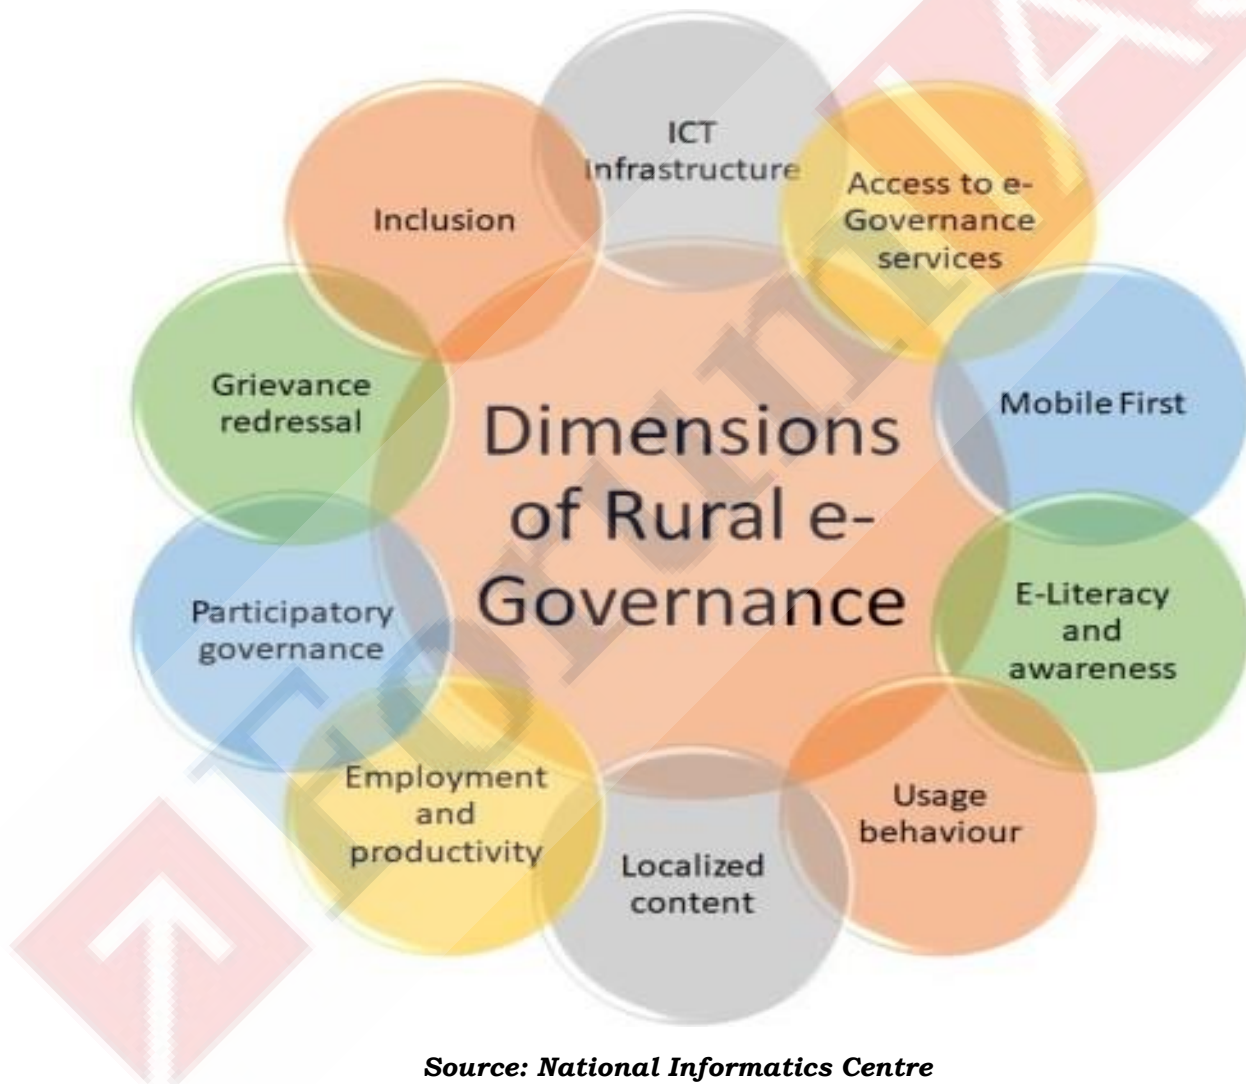 ICT
Infrastructure
Access to e-
Governance
services
Mobile First
E-Literacy
and
awareness
Usage
behaviour
Localized
content
Employment
and
productivity
Participatory
governance
Grievance
redressal
Inclusion
Dimensions
of Rural e-
Governance
ForumIAS
Source: National Informatics Centre